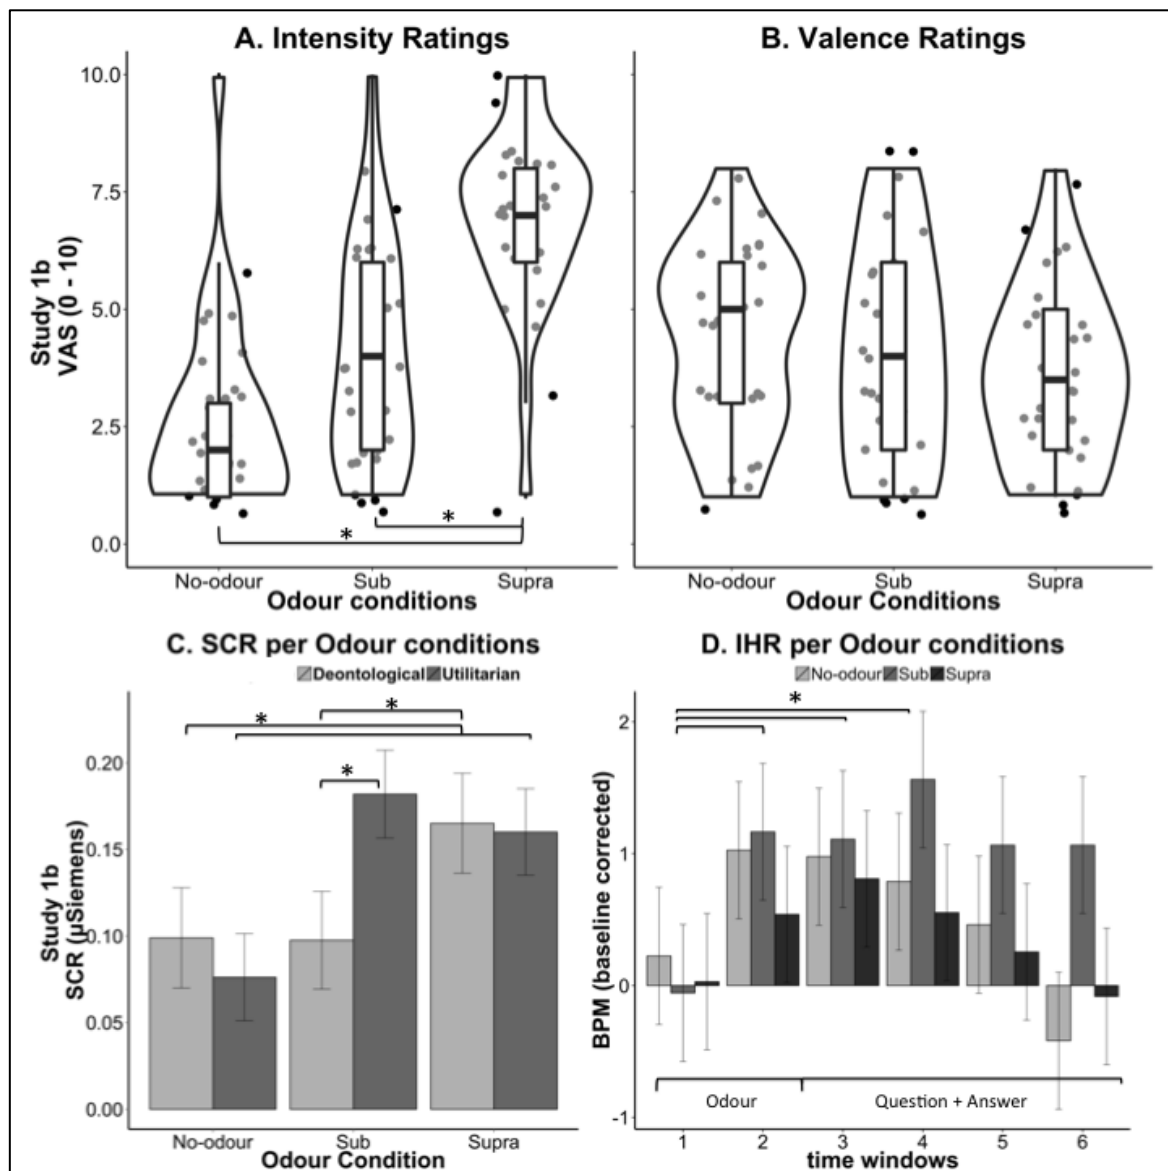 A. Intensity Ratings
Study 1b
VAS (0 - 10)
10.0
7.5
5.0
2.5
0.0
*
*
No-odour Sub Supra
Odour conditions
B. Valence Ratings
No-odour Sub Supra
Odour Conditions
C. SCR per Odour conditions
Deontological Utilitarian
Study 1b
SCR (µSiemens)
0.20
0.15
0.10
0.05
0.00
*
*
*
No-odour Sub Supra
Odour Condition
D. IHR per Odour conditions
No-odour Sub Supra
BPM (baseline corrected)
2
1
0
-1
*
Odour Question + Answer
1 2 3 4 5 6
time windows